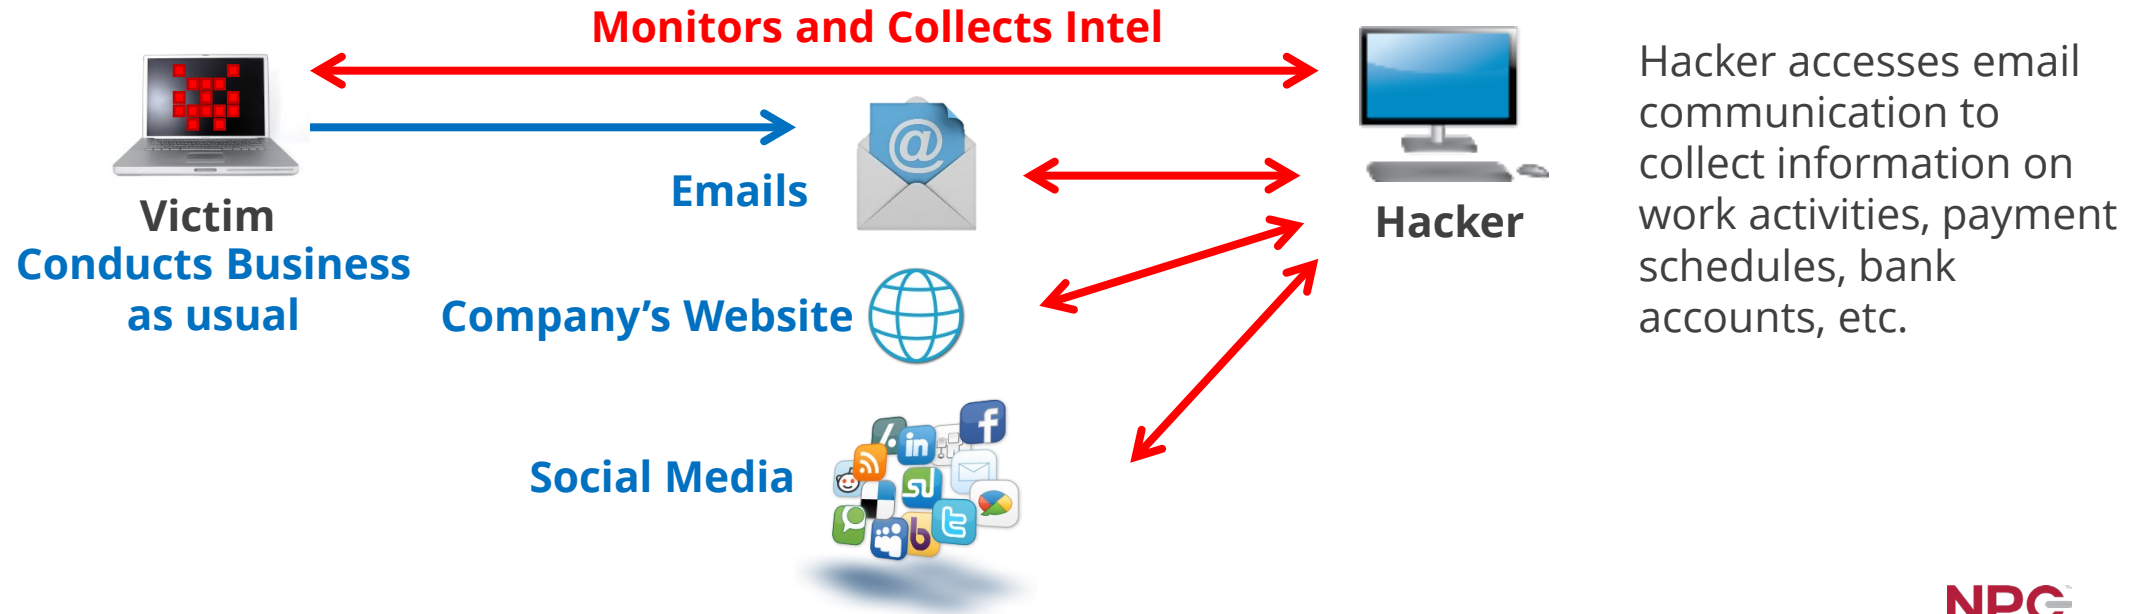 Monitors and Collects Intel
Victim
Conducts Business
as usual
Emails
Company’s Website
Social Media
Hacker
Hacker accesses email
communication to
collect information on
work activities, payment
schedules, bank
accounts, etc.
NPG